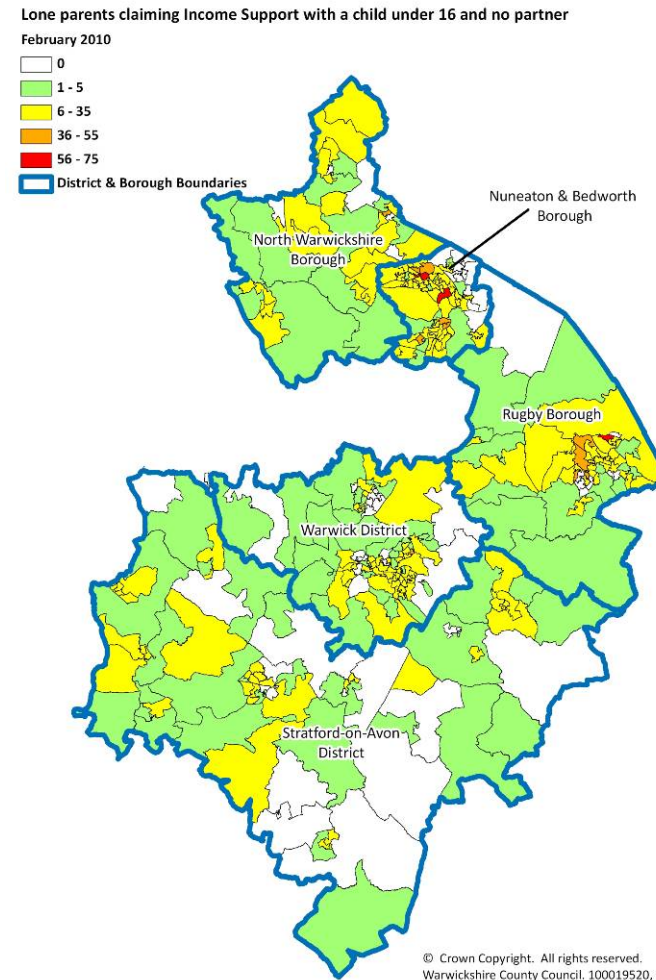 Lone parents claiming Income Support with a child under 16 and no partner
February 2010
0
1 - 5
6 - 35
36 - 55
56 - 75
District & Borough Boundaries
Nuneaton & Bedworth
Borough
North Warwickshire
Borough
Rugby Borough
Warwick District
Stratford-on-Avon
District
© Crown Copyright. All rights reserved.
Warwickshire County Council. 100019520,